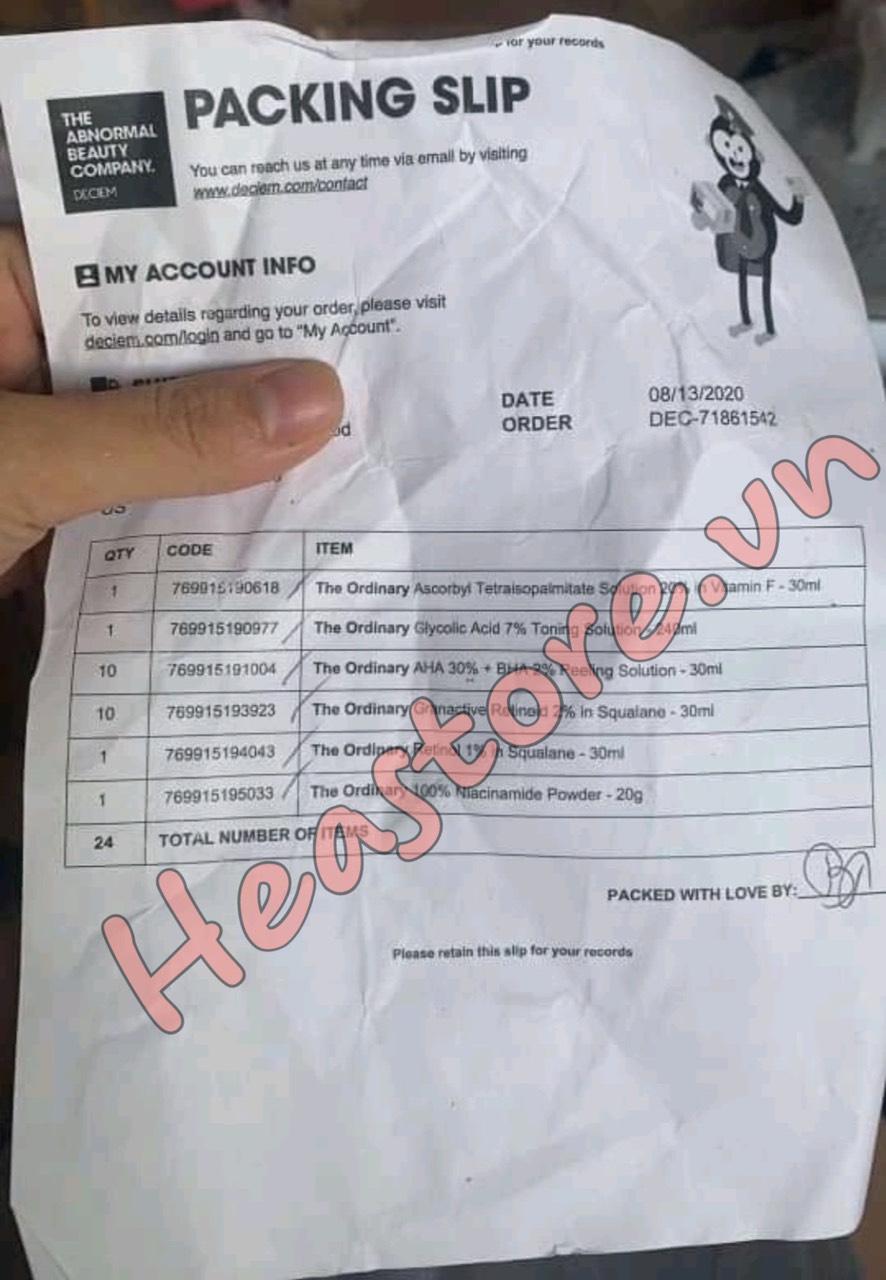 for your records
THE
ABNORMAL
BEAUTY
COMPANY.
DECIEM
PACKING SLIP
You can reach us at any time via email by visiting
www.deciem.com/contact
MY ACCOUNT INFO
To view details regarding your order, please visit
deciem.com/login and go to "My Account".
DATE 08/13/2020
ORDER DEC-71861542
US
QTY CODE ITEM
1 769915190618 The Ordinary Ascorbyl Tetraisopalmitate Solution 20% in Vitamin F - 30ml
1 769915190977 The Ordinary Glycolic Acid 7% Toning Solution - 240ml
10 769915191004 The Ordinary AHA 30% + BHA 2% Peeling Solution - 30ml
10 769915193923 The Ordinary Granactive Retinoid 2% in Squalane - 30ml
1 769915194043 The Ordinary Retinol 1% in Squalane - 30ml
1 769915195033 The Ordinary 100% Niacinamide Powder - 20g
24 TOTAL NUMBER OF ITEMS
PACKED WITH LOVE BY:
Please retain this slip for your records
Heastore.vn